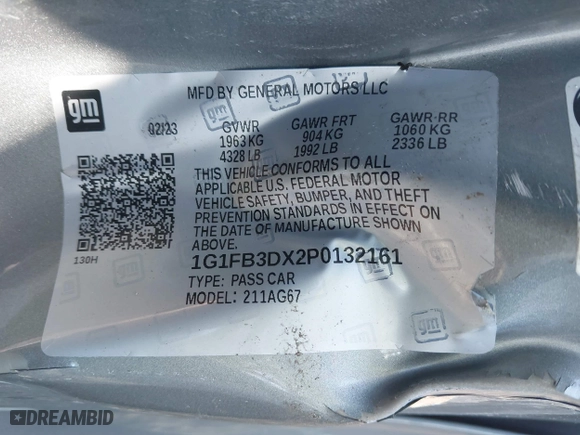 gm
MFD BY GENERAL MOTORS LLC
02/23 GVWR GAWR FRT GAWR RR
1963 KG 904 KG 1060 KG
4328 LB 1992 LB 2336 LB
THIS VEHICLE CONFORMS TO ALL
APPLICABLE U.S. FEDERAL MOTOR
VEHICLE SAFETY, BUMPER, AND THEFT
PREVENTION STANDARDS IN EFFECT ON
THE DATE OF MANUFACTURE SHOWN
ABOVE.
130H
1G1FB3DX2P0132161
TYPE: PASS CAR
MODEL: 211AG67
gm
DREAMBID